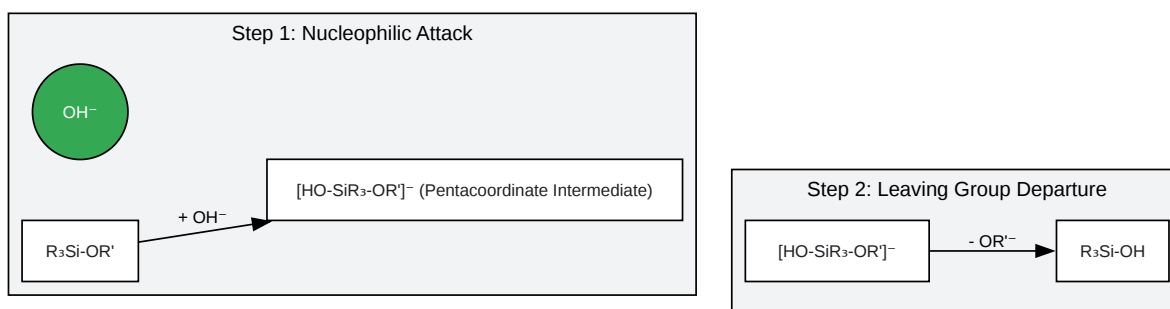 Step 1: Nucleophilic Attack
OH⁻
[HO-SiR₃-OR']⁻ (Pentacoordinate Intermediate)
+ OH⁻
R₃Si-OR'
Step 2: Leaving Group Departure
[HO-SiR₃-OR']⁻
- OR'⁻
R₃Si-OH